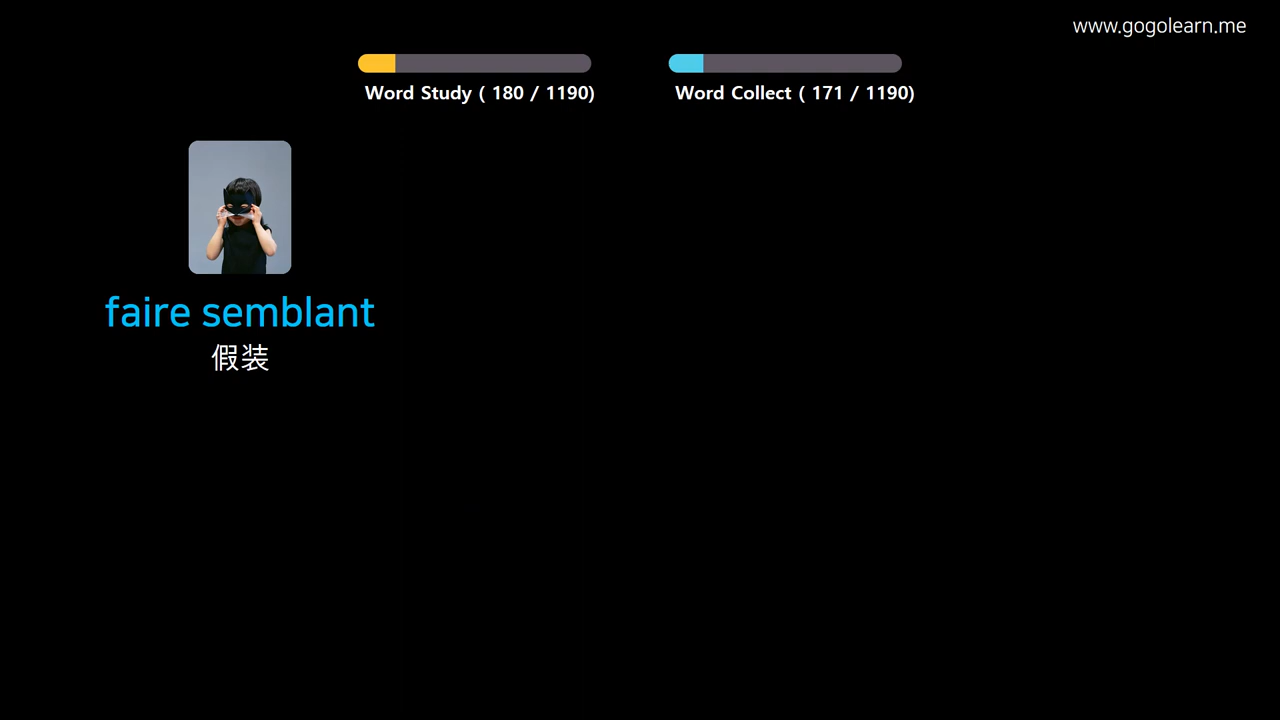 www.gogolearn.me
Word Study ( 180 / 1190)
Word Collect ( 171 / 1190)
faire semblant
假装